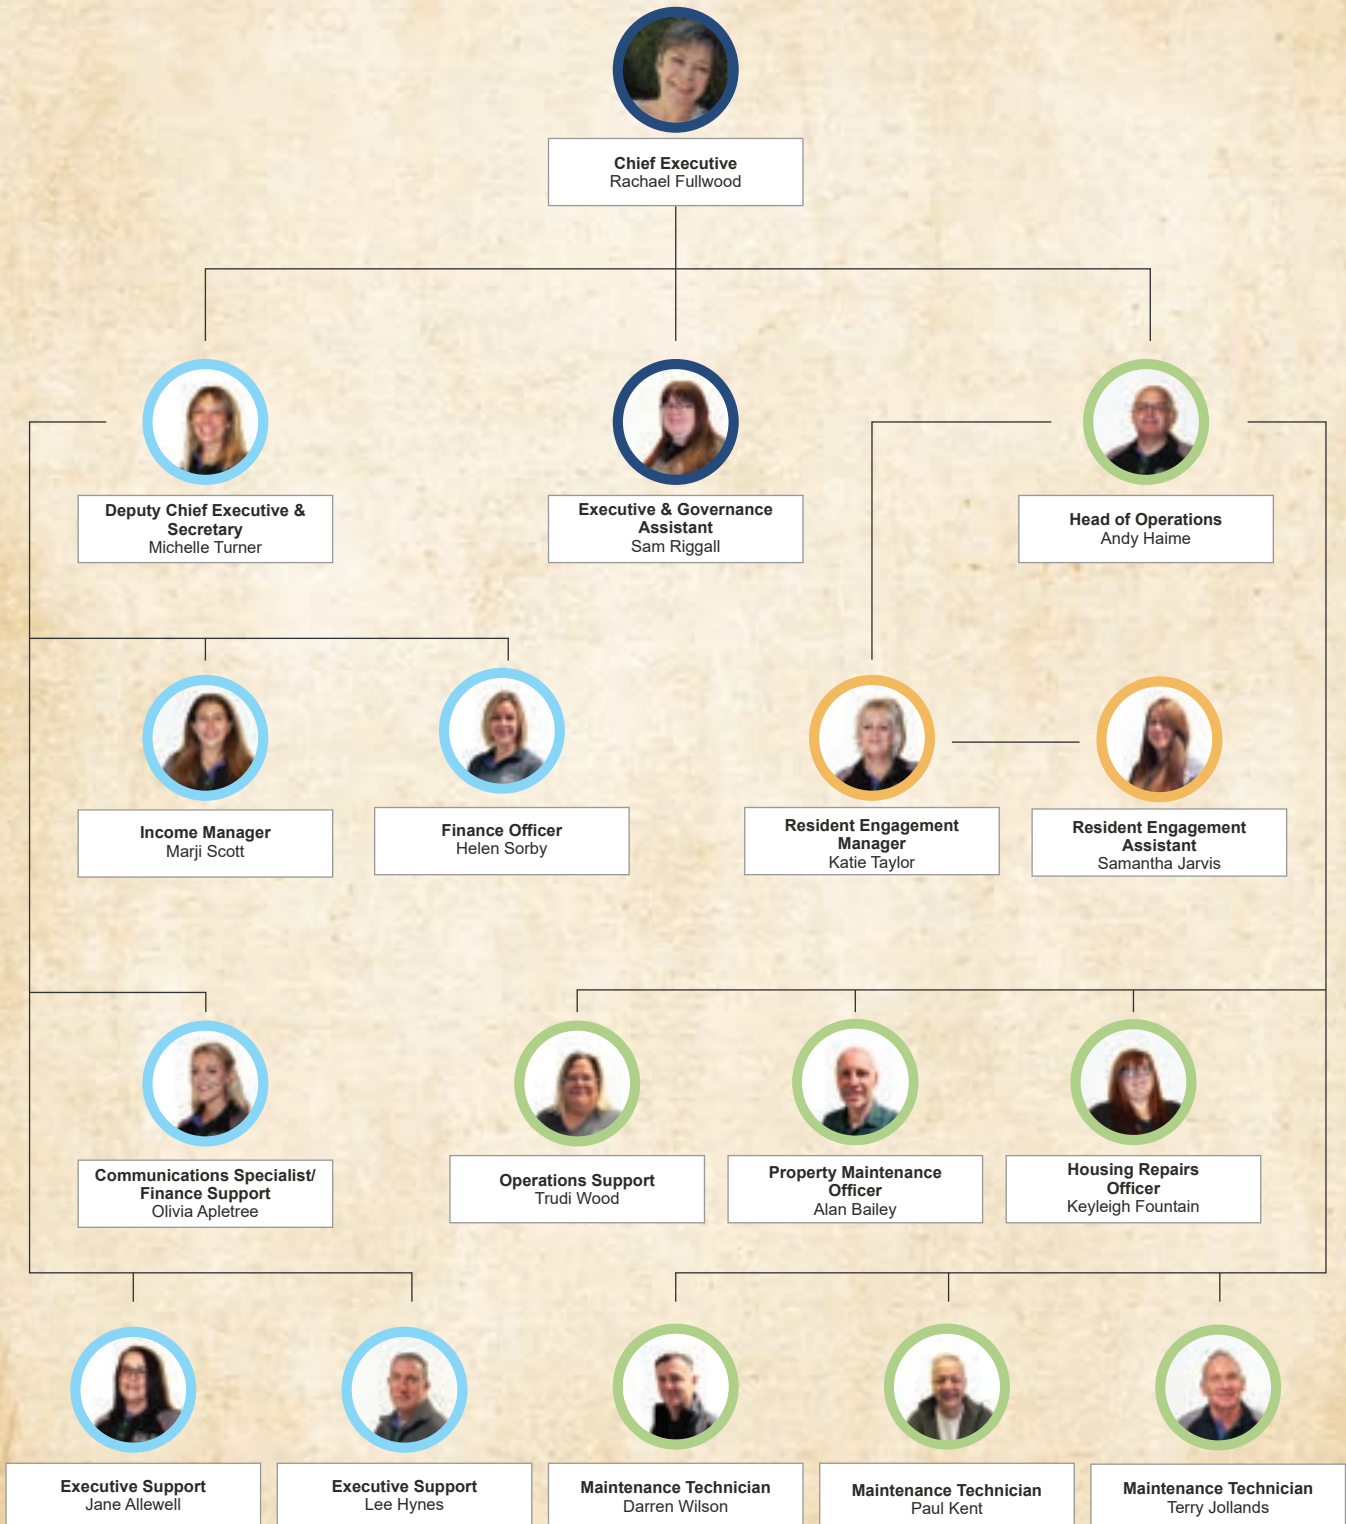 Chief Executive
Rachael Fullwood
Deputy Chief Executive &
Secretary
Michelle Turner
Executive & Governance
Assistant
Sam Riggall
Head of Operations
Andy Haime
Income Manager
Marji Scott
Finance Officer
Helen Sorby
Resident Engagement
Manager
Katie Taylor
Resident Engagement
Assistant
Samantha Jarvis
Communications Specialist/
Finance Support
Olivia Apletree
Operations Support
Trudi Wood
Property Maintenance
Officer
Alan Bailey
Housing Repairs
Officer
Keyleigh Fountain
Executive Support
Jane Allewell
Executive Support
Lee Hynes
Maintenance Technician
Darren Wilson
Maintenance Technician
Paul Kent
Maintenance Technician
Terry Jollands